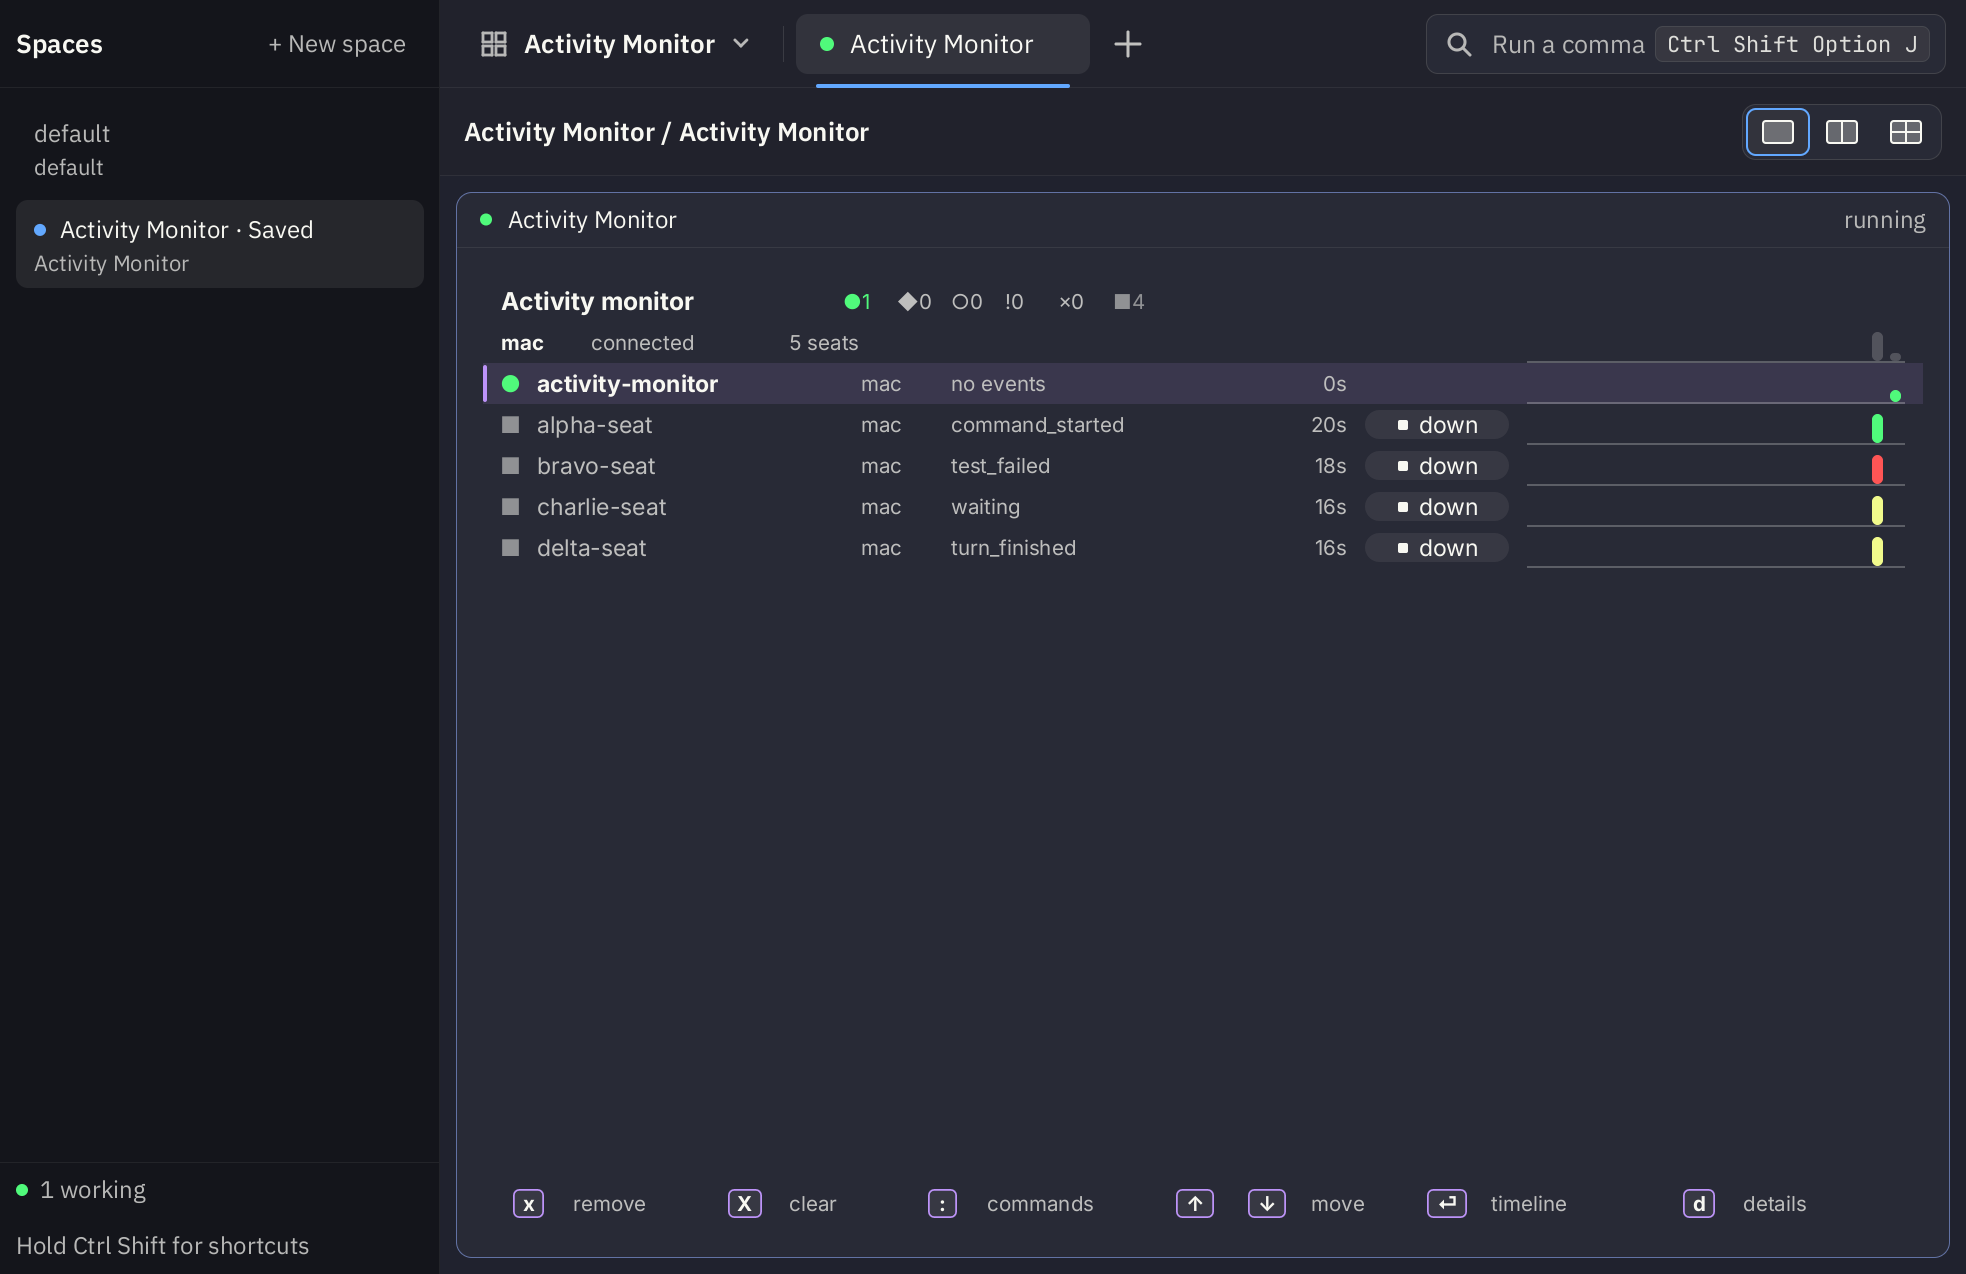 Spaces
+ New space
Activity Monitor
Activity Monitor
Run a comma
Ctrl Shift Option J
default
default
Activity Monitor · Saved
Activity Monitor
Activity Monitor / Activity Monitor
Activity Monitor
running
Activity monitor ●1 ◆0 ○0 !0 ×0 ■4
mac connected 5 seats
activity-monitor mac no events 0s
alpha-seat mac command_started 20s down
bravo-seat mac test_failed 18s down
charlie-seat mac waiting 16s down
delta-seat mac turn_finished 16s down
x remove X clear : commands ↑ ↓ move ↵ timeline d details
1 working
Hold Ctrl Shift for shortcuts